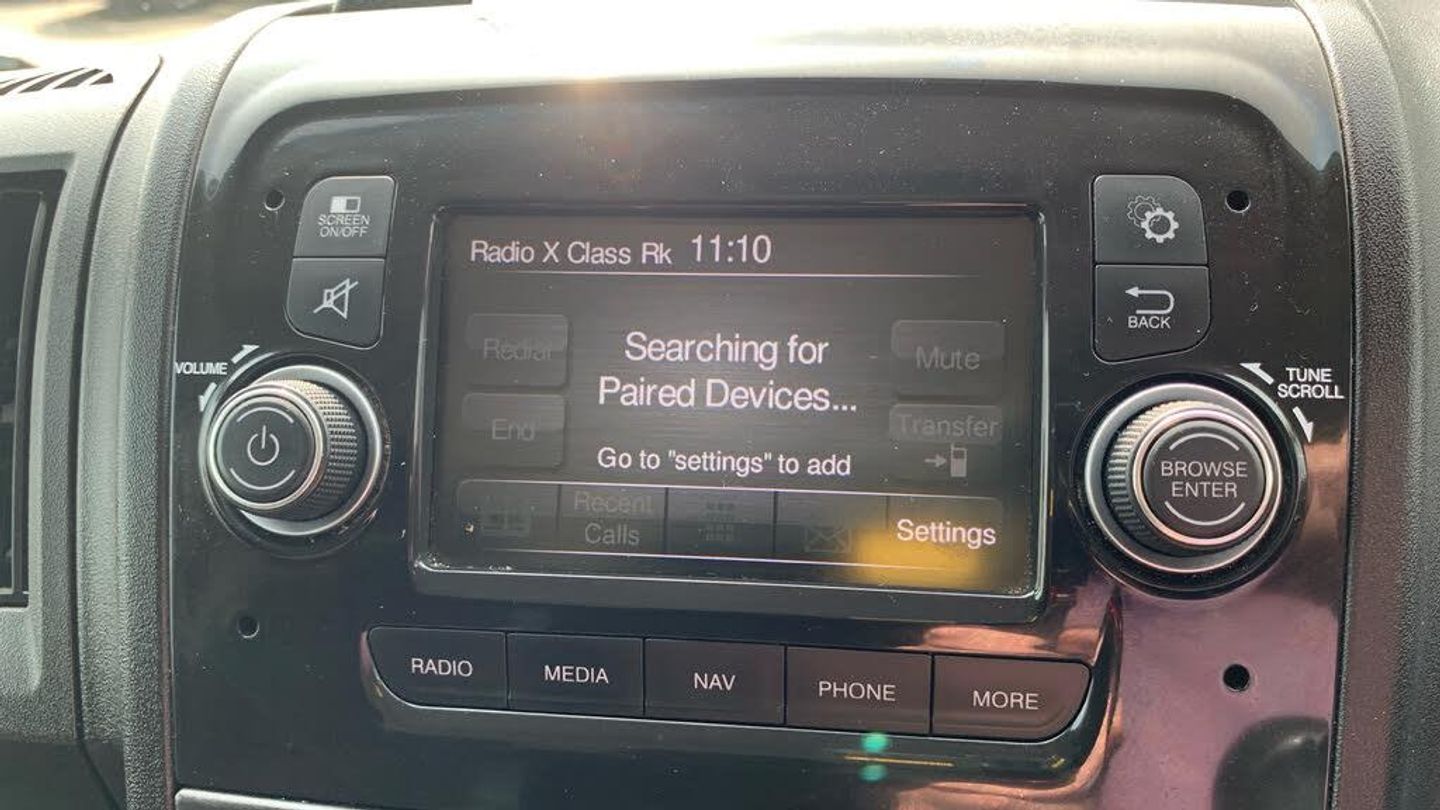 SCREEN
ON/OFF
Radio X Class Rk 11:10
BACK
VOLUME
Redial
Searching for
Paired Devices...
Mute
TUNE
SCROLL
End
Transfer
Go to "settings" to add
BROWSE
ENTER
Recent
Calls
Settings
RADIO
MEDIA
NAV
PHONE
MORE